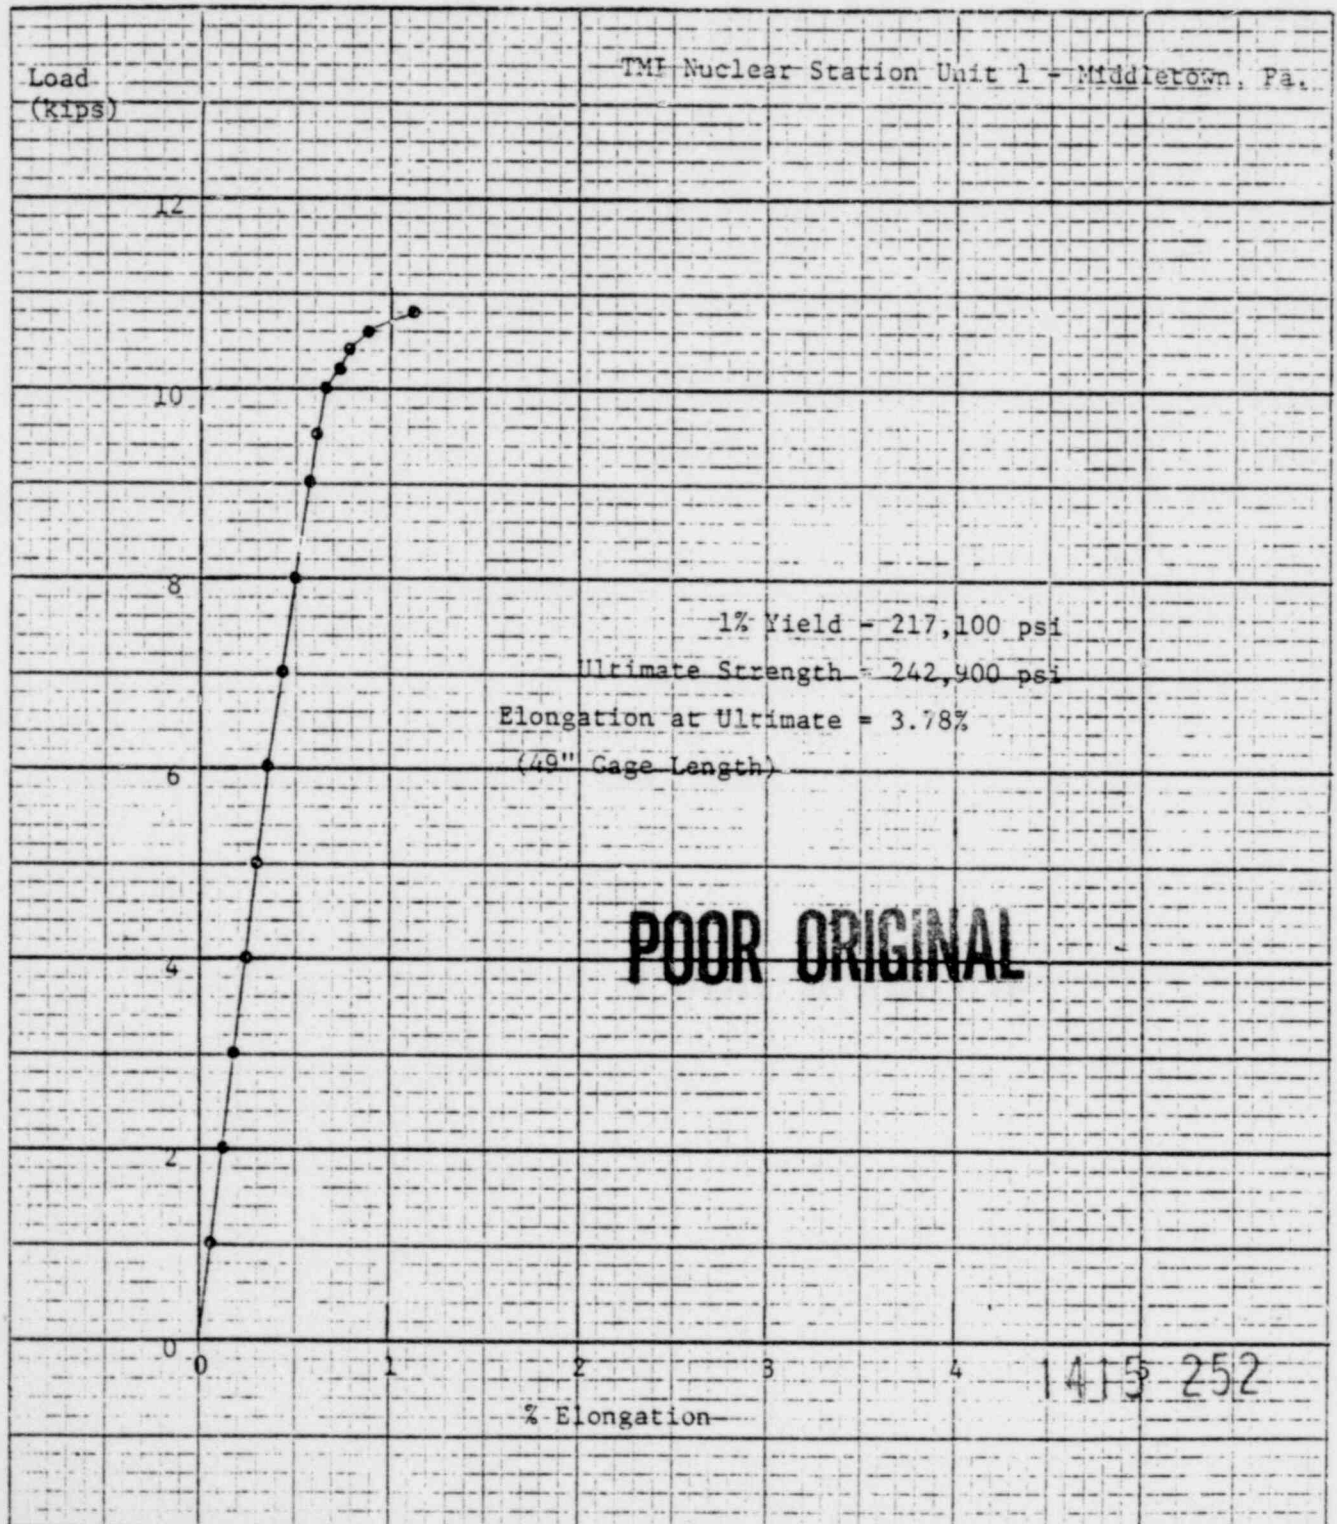 Load
(kips)
TMI Nuclear Station Unit 1 - Middletown, Pa.
12
10
8
1% Yield = 217,100 psi
Ultimate Strength = 242,900 psi
Elongation at Ultimate = 3.78%
(49" Gage Length)
6
POOR ORIGINAL
4
2
0
0 1 2 3 4 5
1415 252
% Elongation